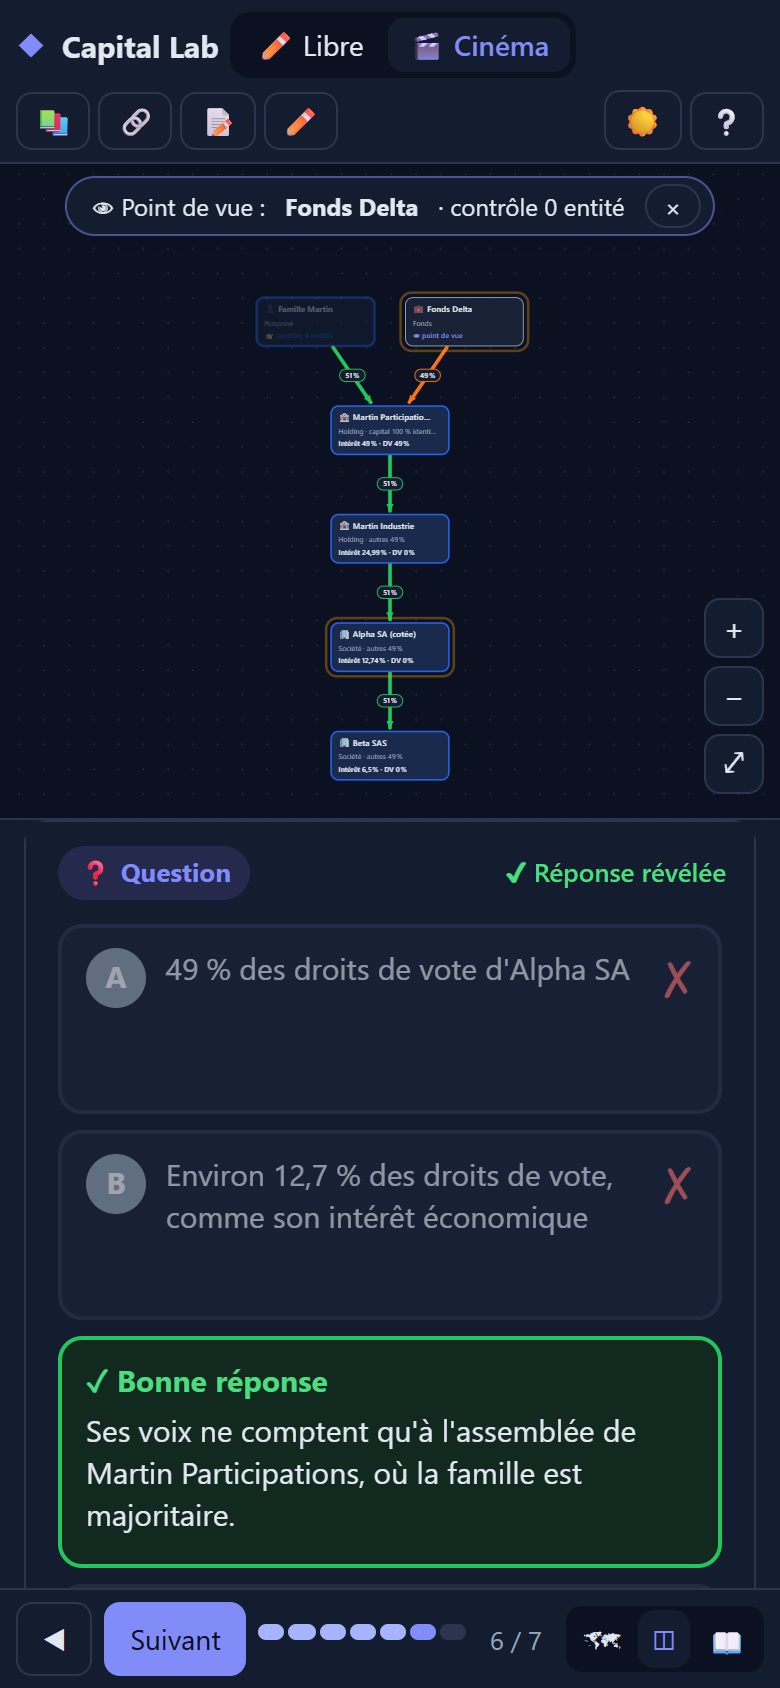 Capital Lab
Libre
Cinéma
?
Point de vue : Fonds Delta · contrôle 0 entité ×
Famille Martin
Personne
contrôle 4 entités
Fonds Delta
Fonds
point de vue
51%
49%
Martin Participatio...
Holding · capital 100 % identi...
Intérêt 49% · DV 49%
51%
Martin Industrie
Holding · autres 49%
Intérêt 24,99% · DV 0%
51%
Alpha SA (cotée)
Société · autres 49%
Intérêt 12,74% · DV 0%
51%
Beta SAS
Société · autres 49%
Intérêt 6,5% · DV 0%
+
−
? Question
✓ Réponse révélée
A
49 % des droits de vote d'Alpha SA
✗
B
Environ 12,7 % des droits de vote,
comme son intérêt économique
✗
✓ Bonne réponse
Ses voix ne comptent qu'à l'assemblée de
Martin Participations, où la famille est
majoritaire.
Suivant
6 / 7